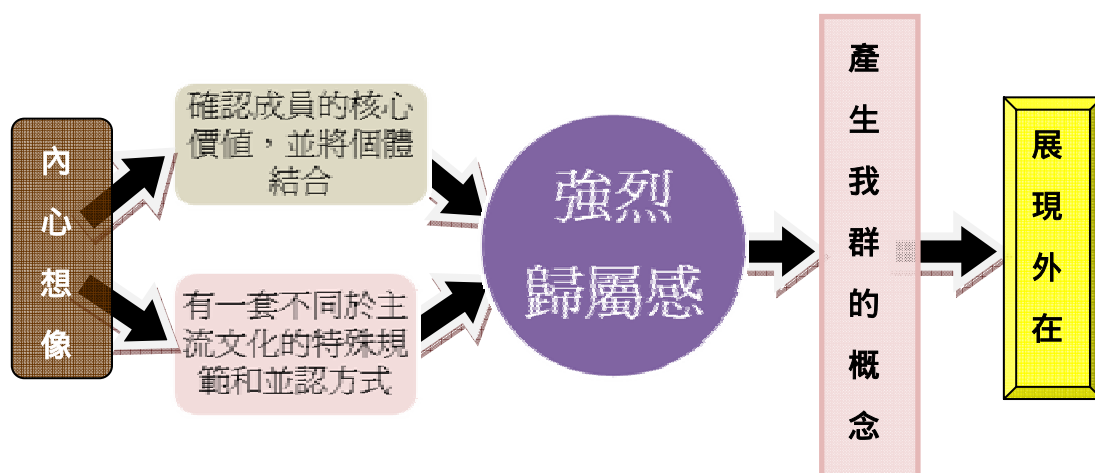 內心想像
確認成員的核心
價值，並將個體
結合
有一套不同於主
流文化的特殊規
範和並認方式
強烈
歸屬感
產生我群的概念
展現外在